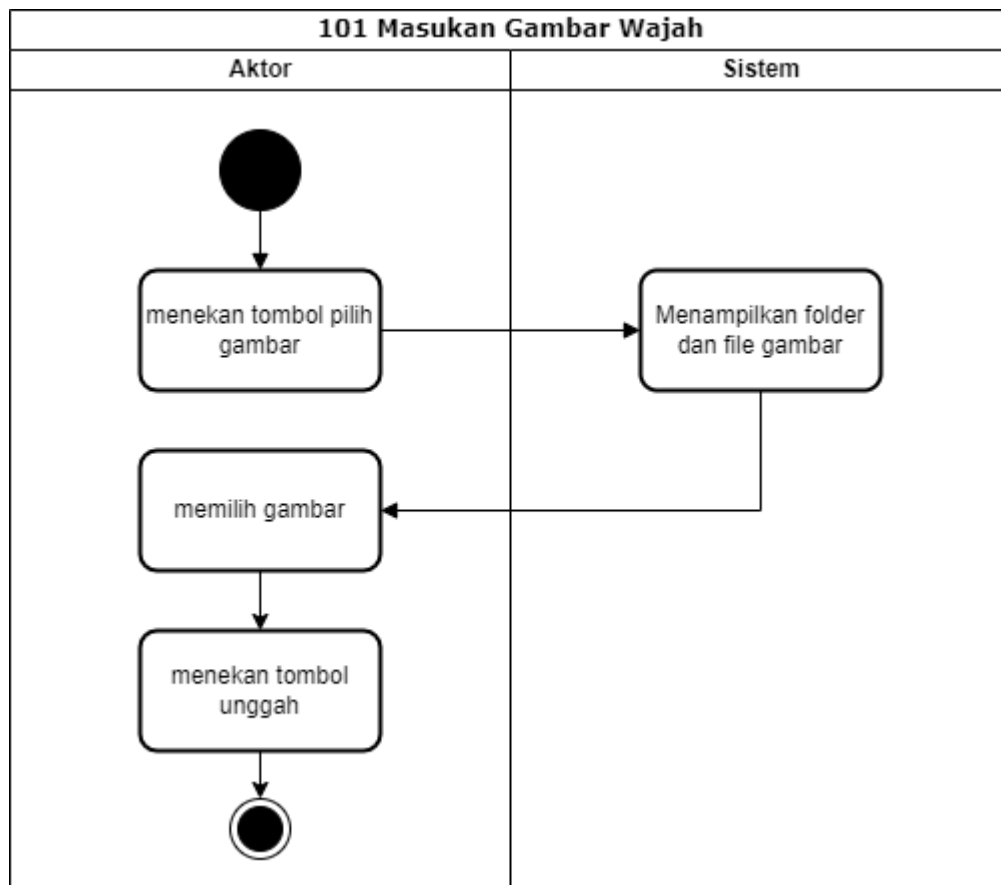 101 Masukan Gambar Wajah
Aktor
Sistem
menekan tombol pilih
gambar
Menampilkan folder
dan file gambar
memilih gambar
menekan tombol
unggah